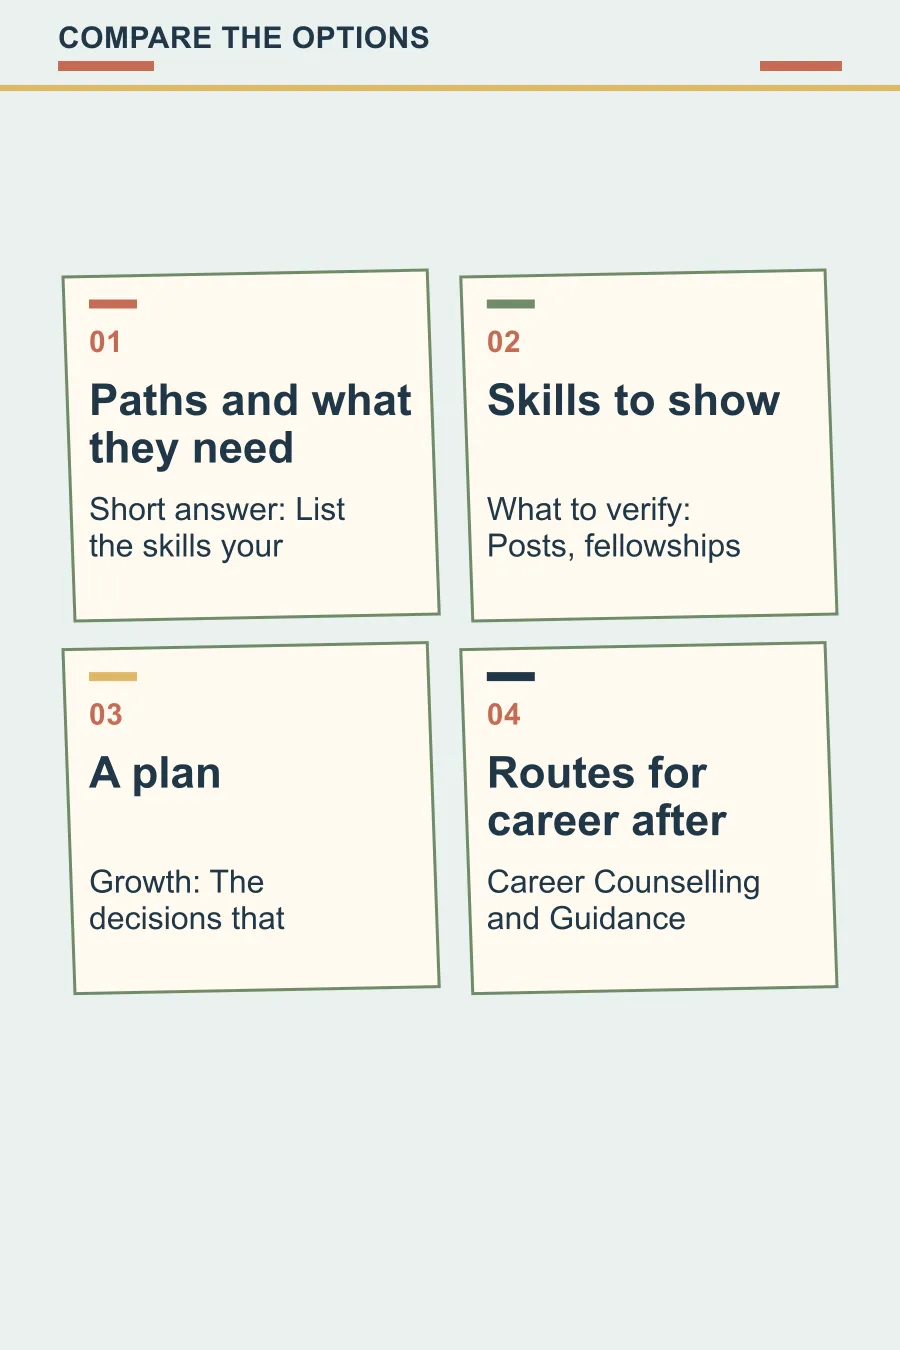 COMPARE THE OPTIONS
01
Paths and what
they need
Short answer: List
the skills your
02
Skills to show
What to verify:
Posts, fellowships
03
A plan
Growth: The
decisions that
04
Routes for
career after
Career Counselling
and Guidance